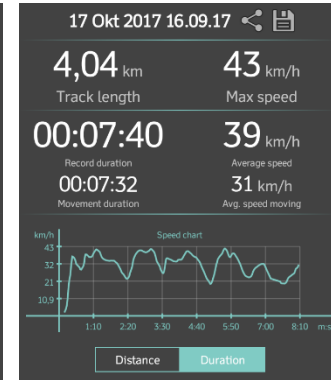 17 Okt 2017 16.09.17
4,04 km 43 km/h
Track length Max speed
00:07:40 39 km/h
Record duration Average speed
00:07:32 31 km/h
Movement duration Avg. speed moving
km/h Speed chart
43
32
21
10,9
1:10 2:20 3:30 4:40 5:50 7:00 8:10 m:s
Distance Duration